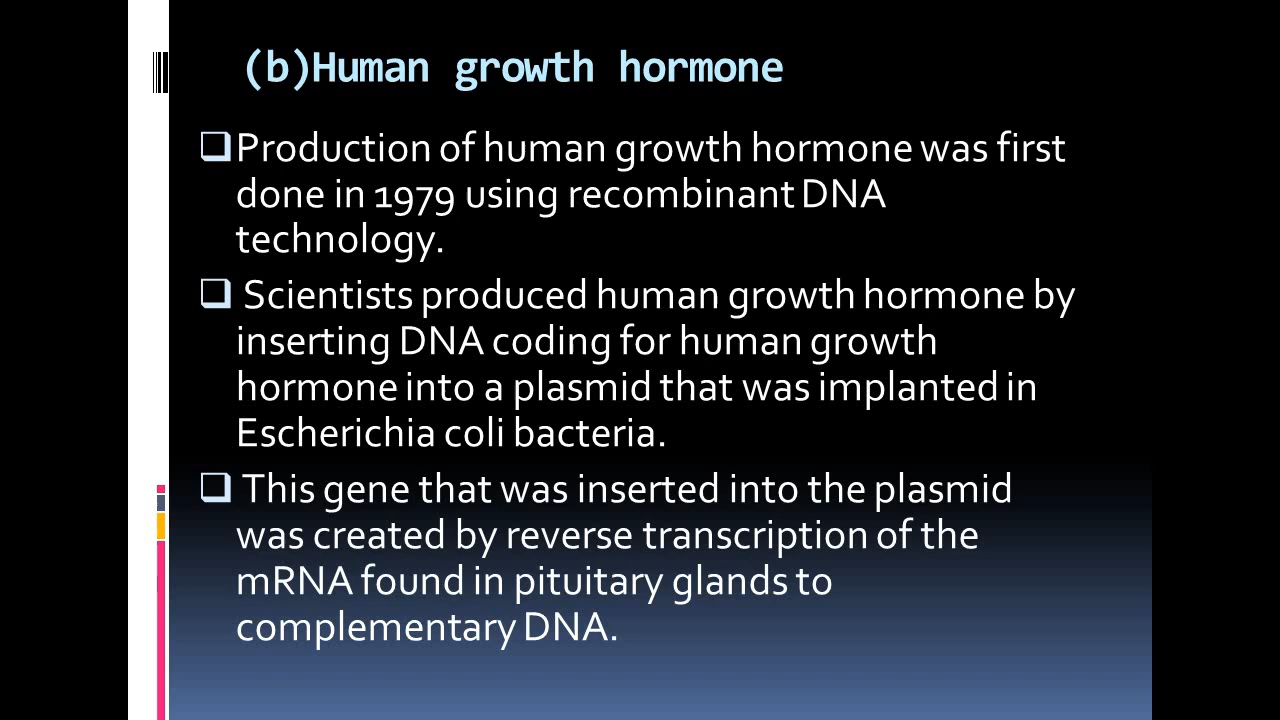 (b)Human growth hormone
❑Production of human growth hormone was first
done in 1979 using recombinant DNA
technology.
❑ Scientists produced human growth hormone by
inserting DNA coding for human growth
hormone into a plasmid that was implanted in
Escherichia coli bacteria.
❑ This gene that was inserted into the plasmid
was created by reverse transcription of the
mRNA found in pituitary glands to
complementary DNA.